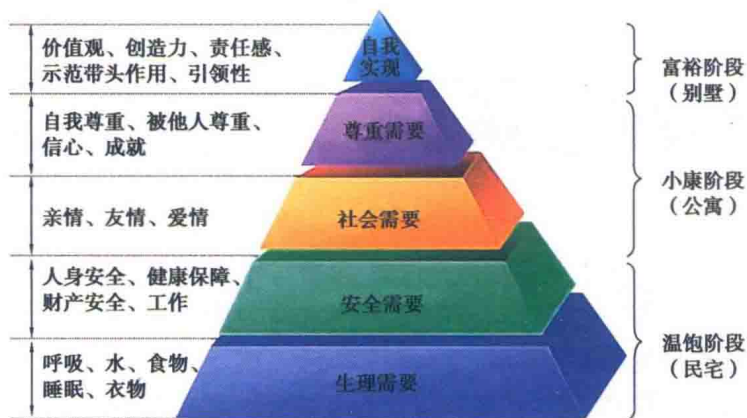 价值观、创造力、责任感、
示范带头作用、引领性
自我
实现
富裕阶段
（别墅）
自我尊重、被他人尊重、
信心、成就
尊重需要
亲情、友情、爱情
社会需要
小康阶段
（公寓）
人身安全、健康保障、
财产安全、工作
安全需要
呼吸、水、食物、
睡眠、衣物
生理需要
温饱阶段
（民宅）